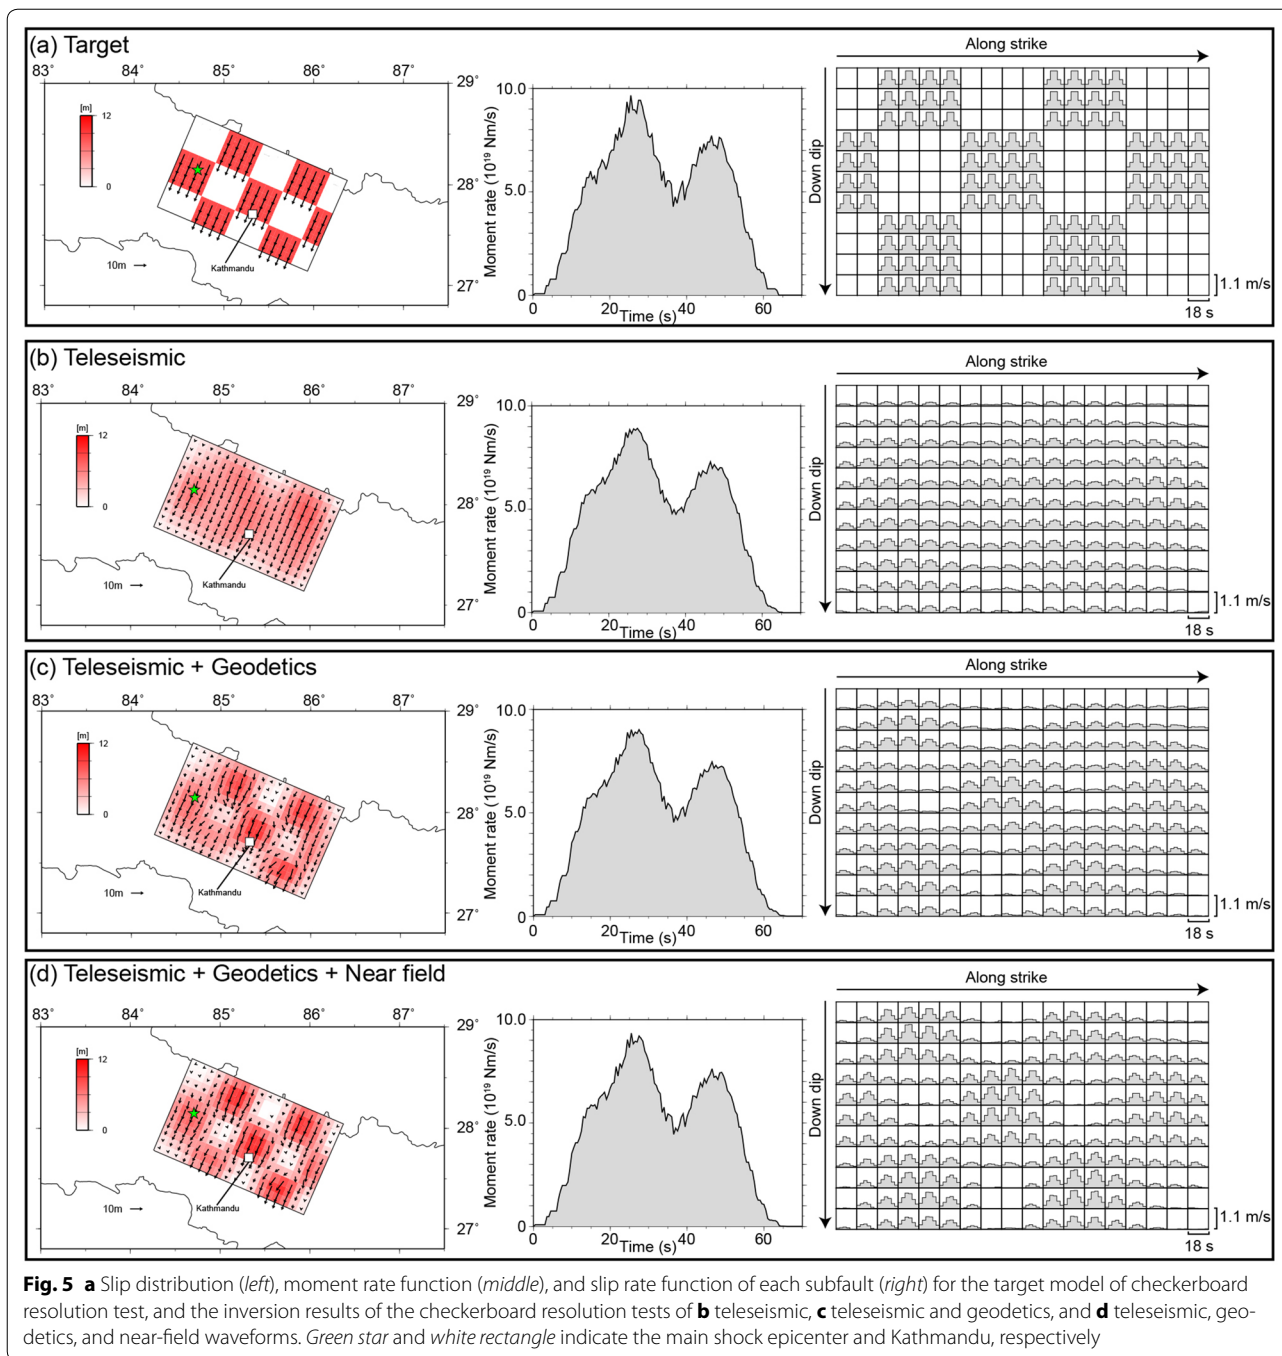 (a) Target
83° 84° 85° 86° 87°
29°
28°
27°
[m]
12
0
10m
Kathmandu
Moment rate (10¹⁹ Nm/s)
10.0
5.0
0
0 20 40 60
Time (s)
Along strike
Down dip
1.1 m/s
18 s
(b) Teleseismic
83° 84° 85° 86° 87°
29°
28°
27°
[m]
12
0
10m
Kathmandu
Moment rate (10¹⁹ Nm/s)
10.0
5.0
0
0 20 40 60
Time (s)
Along strike
Down dip
1.1 m/s
18 s
(c) Teleseismic + Geodetics
83° 84° 85° 86° 87°
29°
28°
27°
[m]
12
0
10m
Kathmandu
Moment rate (10¹⁹ Nm/s)
10.0
5.0
0
0 20 40 60
Time (s)
Along strike
Down dip
1.1 m/s
18 s
(d) Teleseismic + Geodetics + Near field
83° 84° 85° 86° 87°
29°
28°
27°
[m]
12
0
10m
Kathmandu
Moment rate (10¹⁹ Nm/s)
10.0
5.0
0
0 20 40 60
Time (s)
Along strike
Down dip
1.1 m/s
18 s
Fig. 5 a Slip distribution (left), moment rate function (middle), and slip rate function of each subfault (right) for the target model of checkerboard
resolution test, and the inversion results of the checkerboard resolution tests of b teleseismic, c teleseismic and geodetics, and d teleseismic, geo-
detics, and near-field waveforms. Green star and white rectangle indicate the main shock epicenter and Kathmandu, respectively